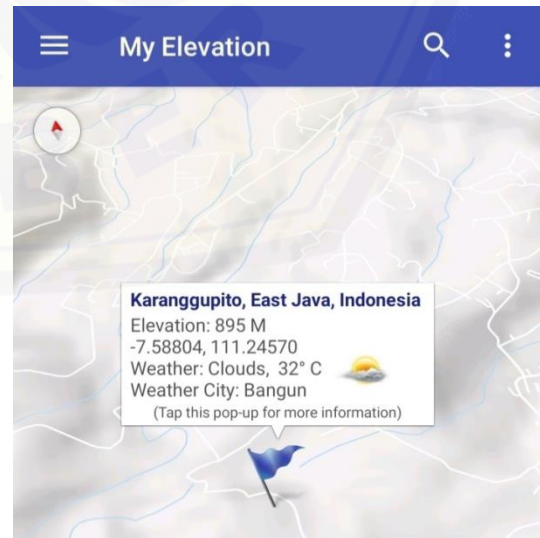 My Elevation
Karanggupito, East Java, Indonesia
Elevation: 895 M
-7.58804, 111.24570
Weather: Clouds, 32° C
Weather City: Bangun
(Tap this pop-up for more information)